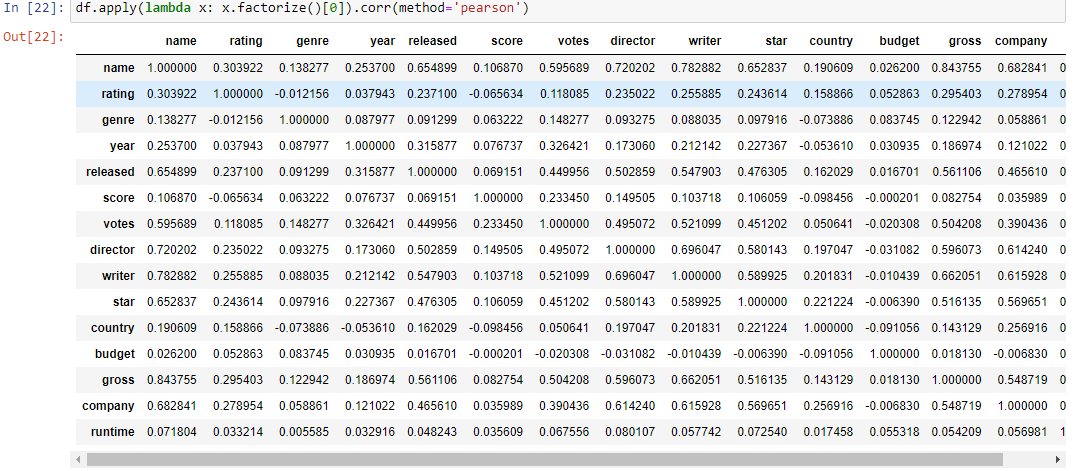 In [22]: df.apply(lambda x: x.factorize()[0]).corr(method='pearson')
Out[22]:
name rating genre year released score votes director writer star country budget gross company
name 1.000000 0.303922 0.138277 0.253700 0.654899 0.106870 0.595689 0.720202 0.782882 0.652837 0.190609 0.026200 0.843755 0.682841 0
rating 0.303922 1.000000 -0.012156 0.037943 0.237100 -0.065634 0.118085 0.235022 0.255885 0.243614 0.158866 0.052863 0.295403 0.278954 0
genre 0.138277 -0.012156 1.000000 0.087977 0.091299 0.063222 0.148277 0.093275 0.088035 0.097916 -0.073886 0.083745 0.122942 0.058861 0
year 0.253700 0.037943 0.087977 1.000000 0.315877 0.076737 0.326421 0.173060 0.212142 0.227367 -0.053610 0.030935 0.186974 0.121022 0
released 0.654899 0.237100 0.091299 0.315877 1.000000 0.069151 0.449956 0.502859 0.547903 0.476305 0.162029 0.016701 0.561106 0.465610 0
score 0.106870 -0.065634 0.063222 0.076737 0.069151 1.000000 0.233450 0.149505 0.103718 0.106059 -0.098456 -0.000201 0.082754 0.035989 0
votes 0.595689 0.118085 0.148277 0.326421 0.449956 0.233450 1.000000 0.495072 0.521099 0.451202 0.050641 -0.020308 0.504208 0.390436 0
director 0.720202 0.235022 0.093275 0.173060 0.502859 0.149505 0.495072 1.000000 0.696047 0.580143 0.197047 -0.031082 0.596073 0.614240 0
writer 0.782882 0.255885 0.088035 0.212142 0.547903 0.103718 0.521099 0.696047 1.000000 0.589925 0.201831 -0.010439 0.662051 0.615928 0
star 0.652837 0.243614 0.097916 0.227367 0.476305 0.106059 0.451202 0.580143 0.589925 1.000000 0.221224 -0.006390 0.516135 0.569651 0
country 0.190609 0.158866 -0.073886 -0.053610 0.162029 -0.098456 0.050641 0.197047 0.201831 0.221224 1.000000 -0.091056 0.143129 0.256916 0
budget 0.026200 0.052863 0.083745 0.030935 0.016701 -0.000201 -0.020308 -0.031082 -0.010439 -0.006390 -0.091056 1.000000 0.018130 -0.006830 0
gross 0.843755 0.295403 0.122942 0.186974 0.561106 0.082754 0.504208 0.596073 0.662051 0.516135 0.143129 0.018130 1.000000 0.548719 0
company 0.682841 0.278954 0.058861 0.121022 0.465610 0.035989 0.390436 0.614240 0.615928 0.569651 0.256916 -0.006830 0.548719 1.000000 0
runtime 0.071804 0.033214 0.005585 0.032916 0.048243 0.035609 0.067556 0.080107 0.057742 0.072540 0.017458 0.055318 0.054209 0.056981 1